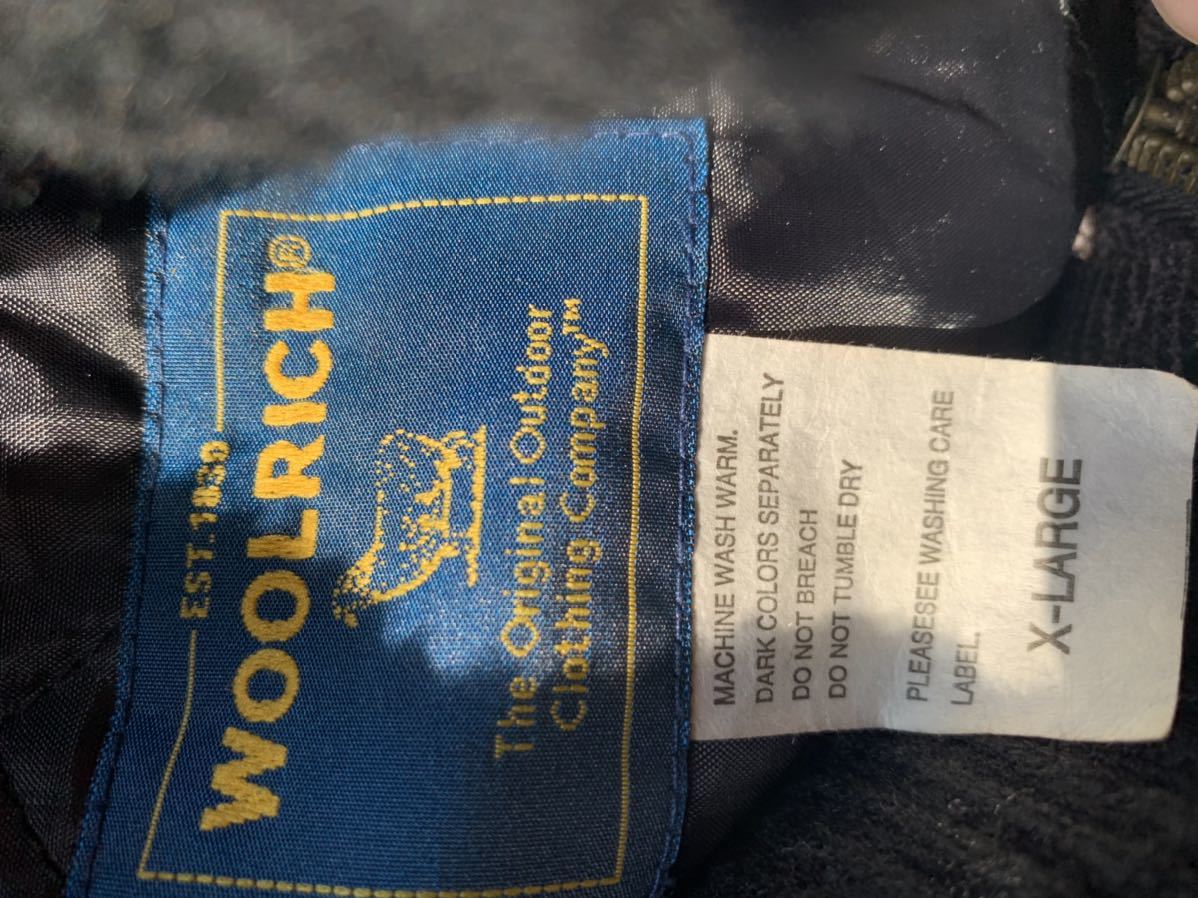 EST. 1830
WOOLRICH®
The Original Outdoor
Clothing Company™
MACHINE WASH WARM.
DARK COLORS SEPARATELY
DO NOT BREACH
DO NOT TUMBLE DRY
PLEASESEE WASHING CARE
LABEL.
X-LARGE